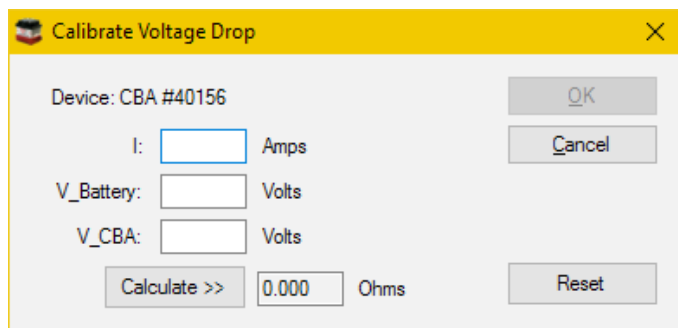 Calibrate Voltage Drop
Device: CBA #40156
OK
I:
Amps
Cancel
V_Battery:
Volts
V_CBA:
Volts
Calculate >>
0.000
Ohms
Reset